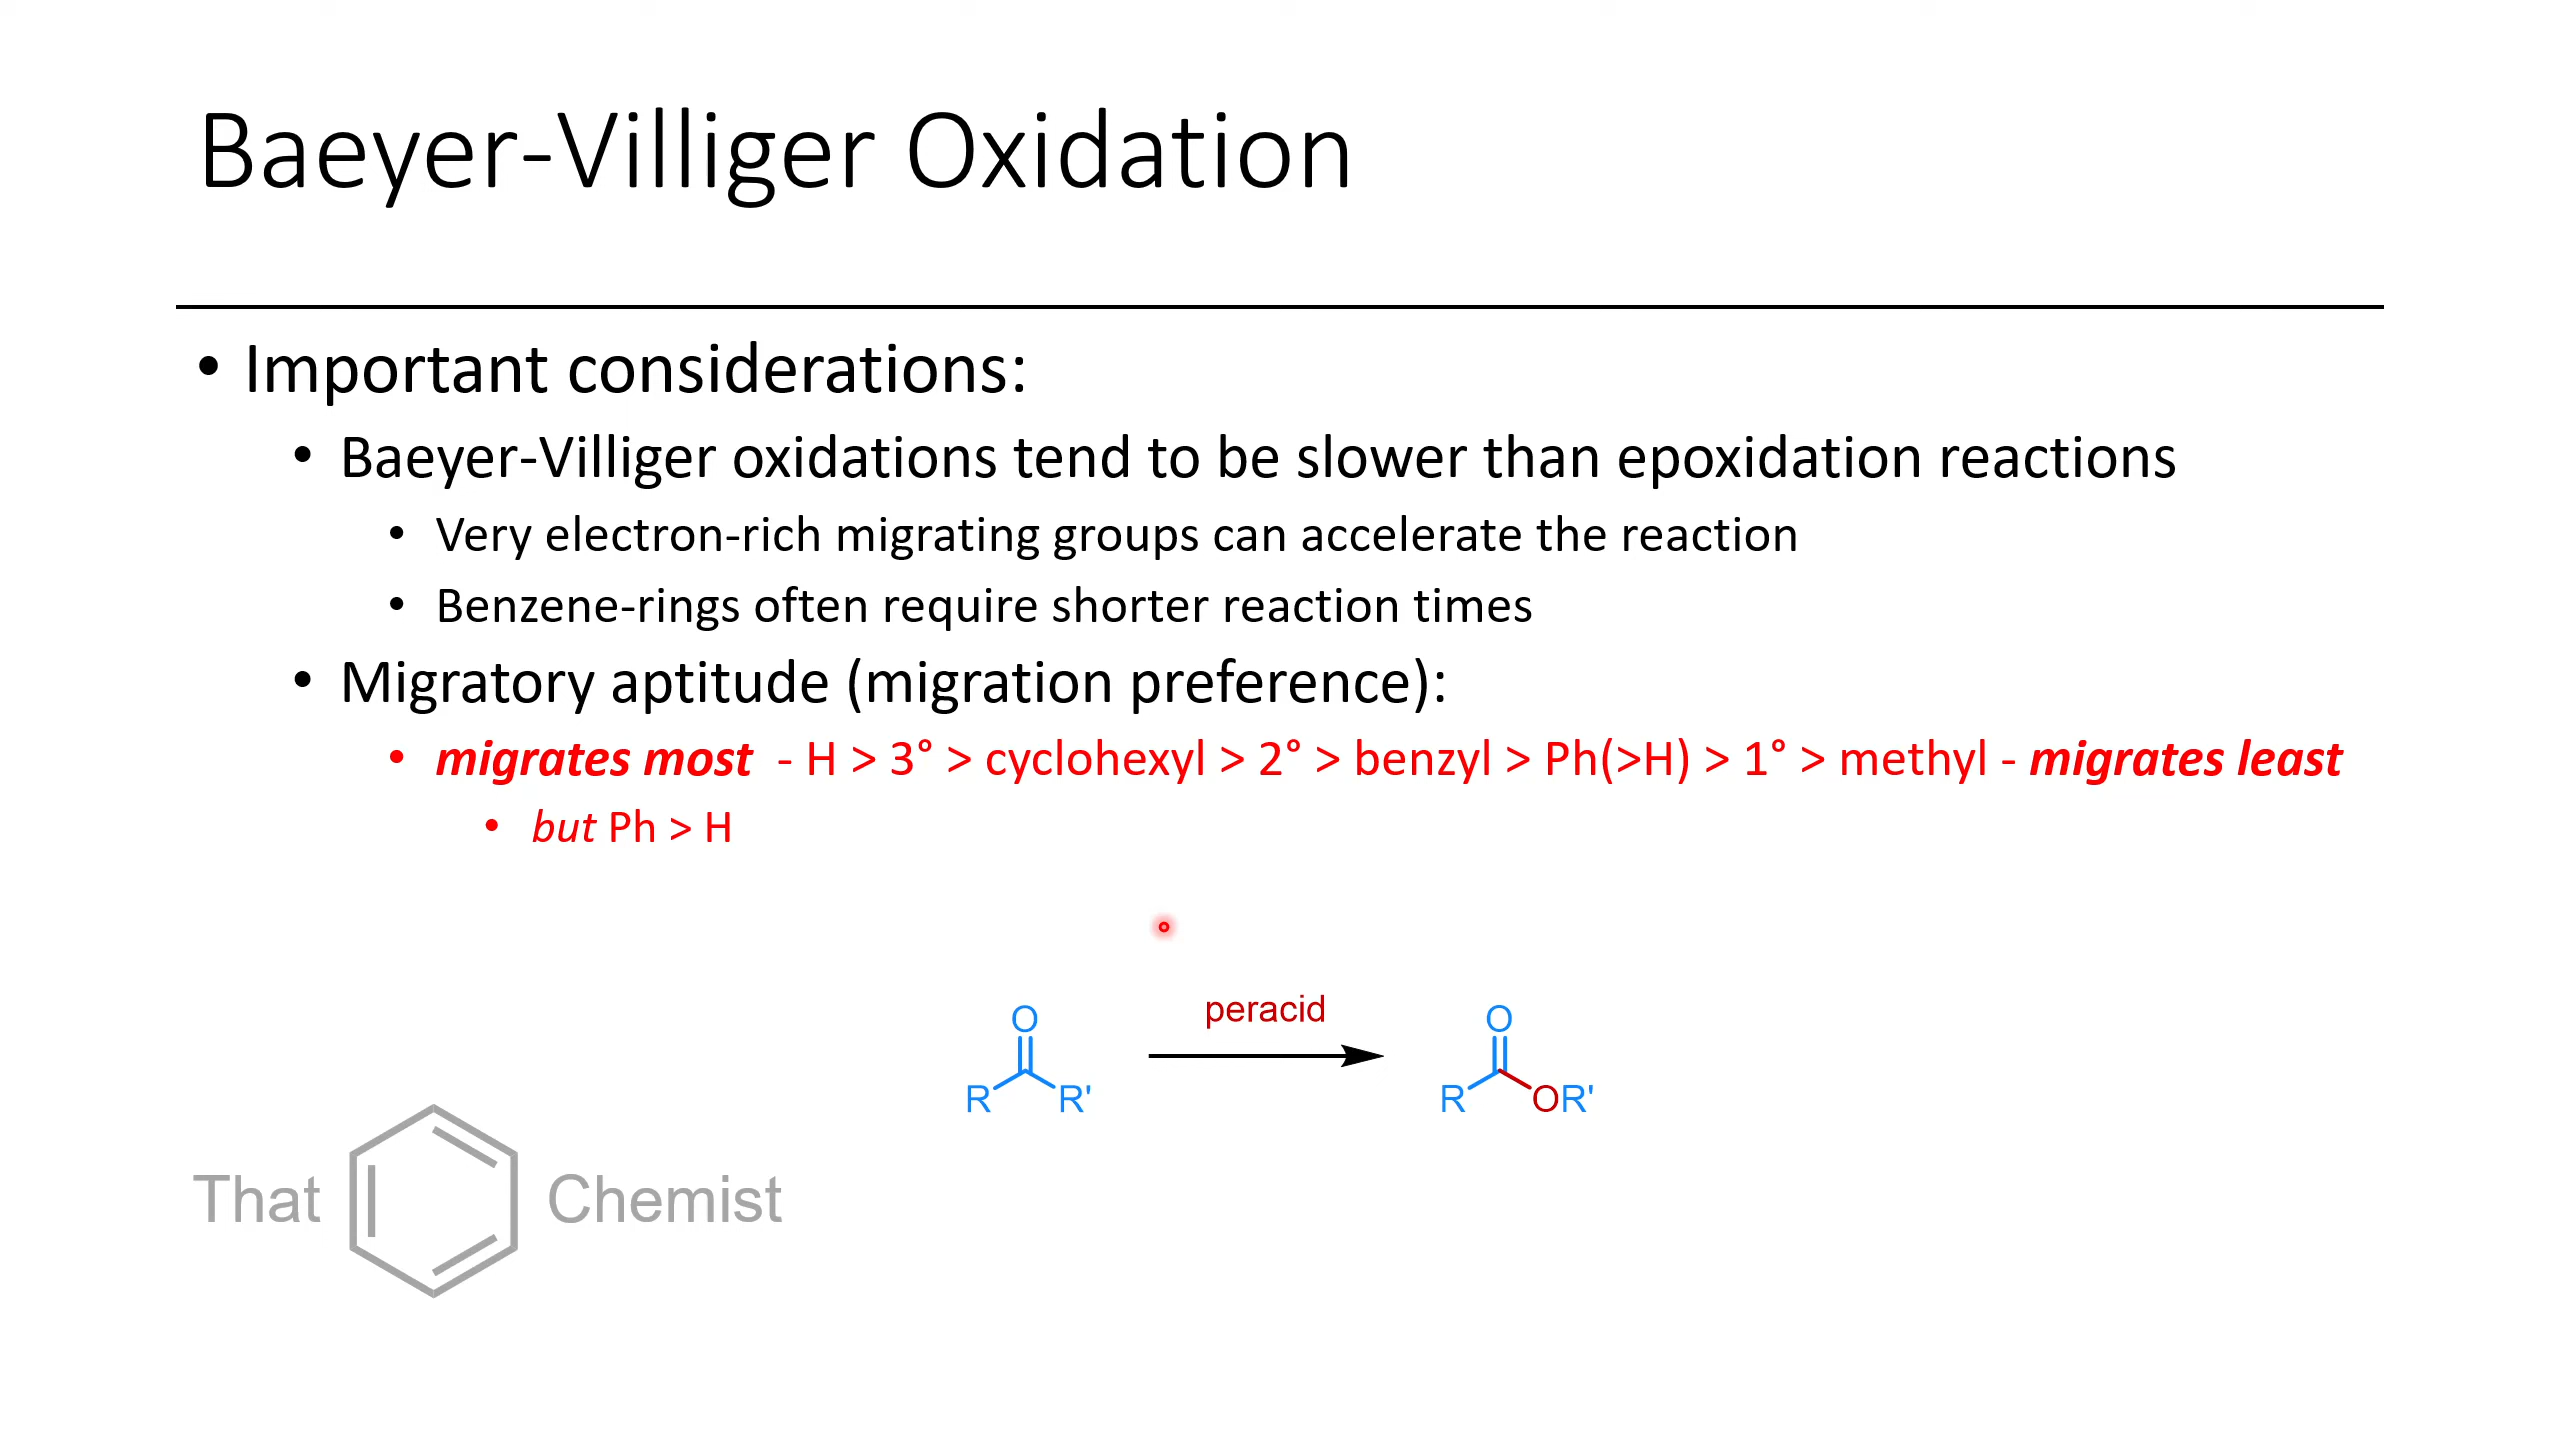 Baeyer-Villiger Oxidation
• Important considerations:
• Baeyer-Villiger oxidations tend to be slower than epoxidation reactions
• Very electron-rich migrating groups can accelerate the reaction
• Benzene-rings often require shorter reaction times
• Migratory aptitude (migration preference):
• migrates most - H > 3° > cyclohexyl > 2° > benzyl > Ph(>H) > 1° > methyl - migrates least
• but Ph > H
peracid
O O
R R' R OR'
That Chemist